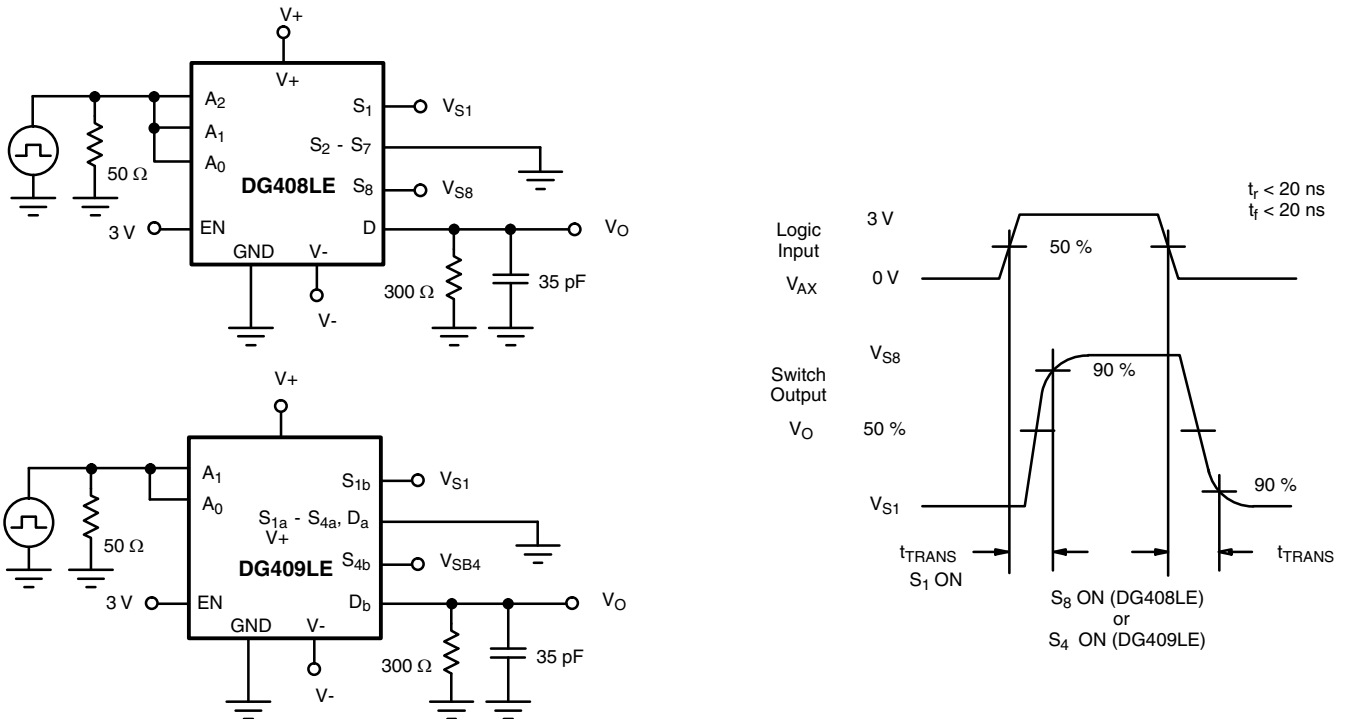 V+
V+
A2
A1
A0
50 Ω
DG408LE
S1
VS1
S2 - S7
S8
VS8
3 V
EN
D
VO
GND
V-
300 Ω
35 pF
V-
V+
A1
A0
50 Ω
S1b
VS1
S1a - S4a, Da
V+
DG409LE
S4b
VSB4
3 V
EN
Db
VO
GND
V-
300 Ω
35 pF
V-
tr < 20 ns
tf < 20 ns
Logic
Input
VAX
3 V
50 %
0 V
Switch
Output
VO
VS8
90 %
50 %
VS1
90 %
tTRANS
tTRANS
S1 ON
S8 ON (DG408LE)
or
S4 ON (DG409LE)